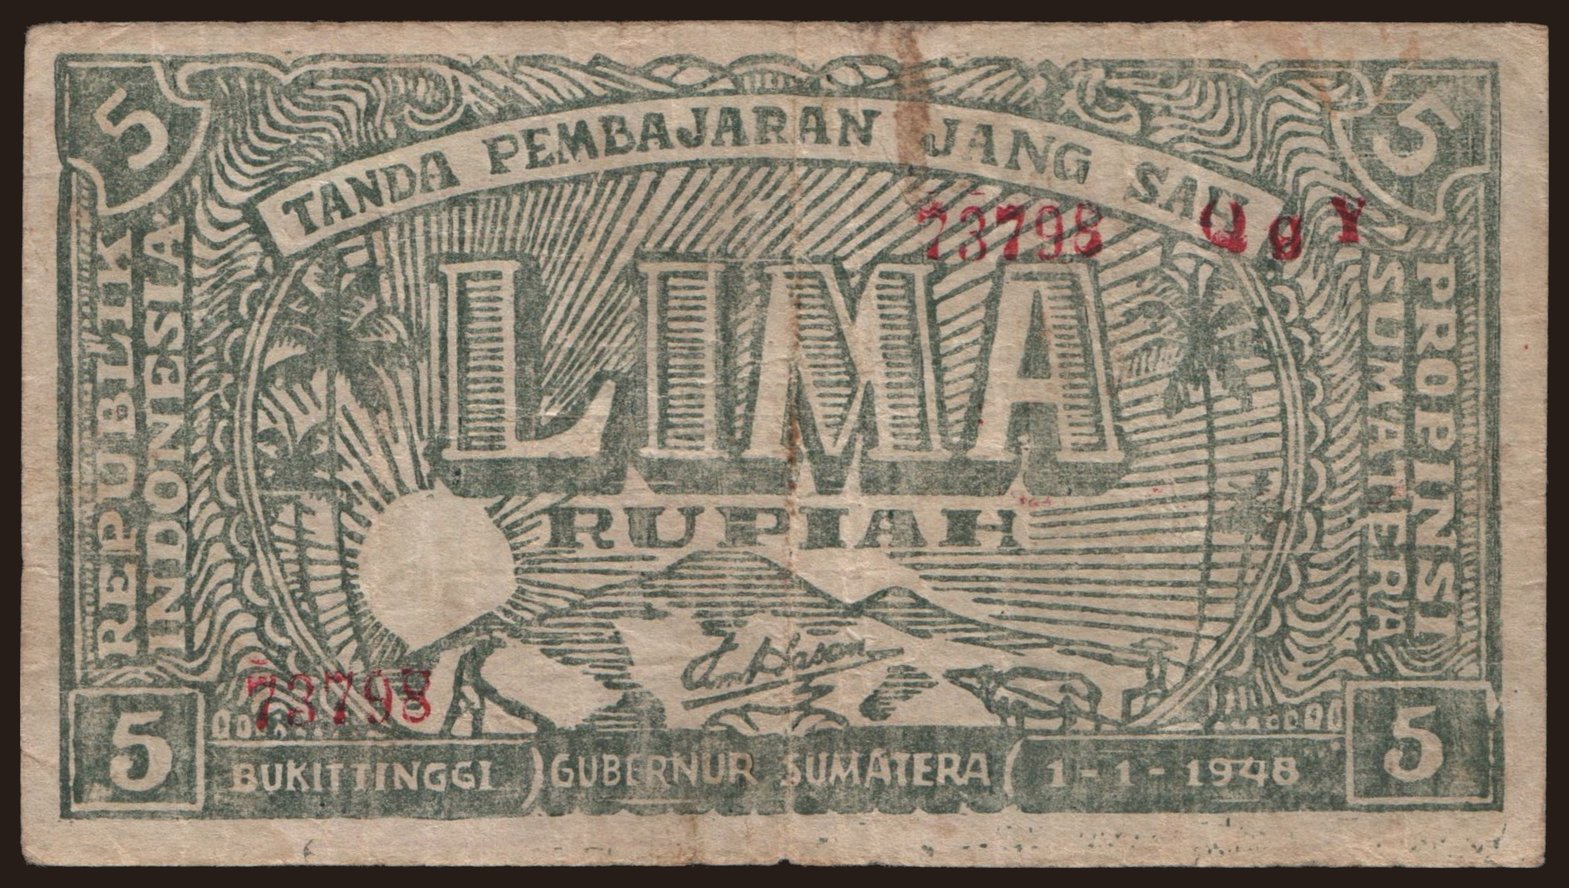 5
5
TANDA PEMBAJARAN JANG SAH
73798 Q9Y
REPUBLIK
INDONESIA
LIMA
RUPIAH
PROPINSI
SUMATERA
73798
5
BUKITTINGGI
GUBERNUR SUMATERA
1-1-1948
5